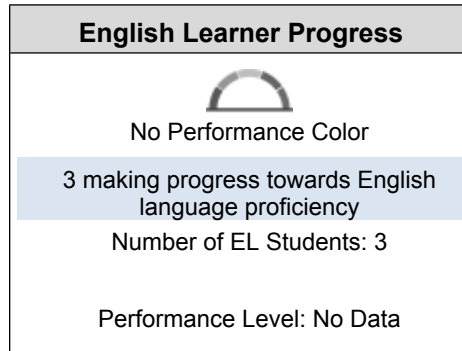 English Learner Progress
No Performance Color
3 making progress towards English
language proficiency
Number of EL Students: 3
Performance Level: No Data